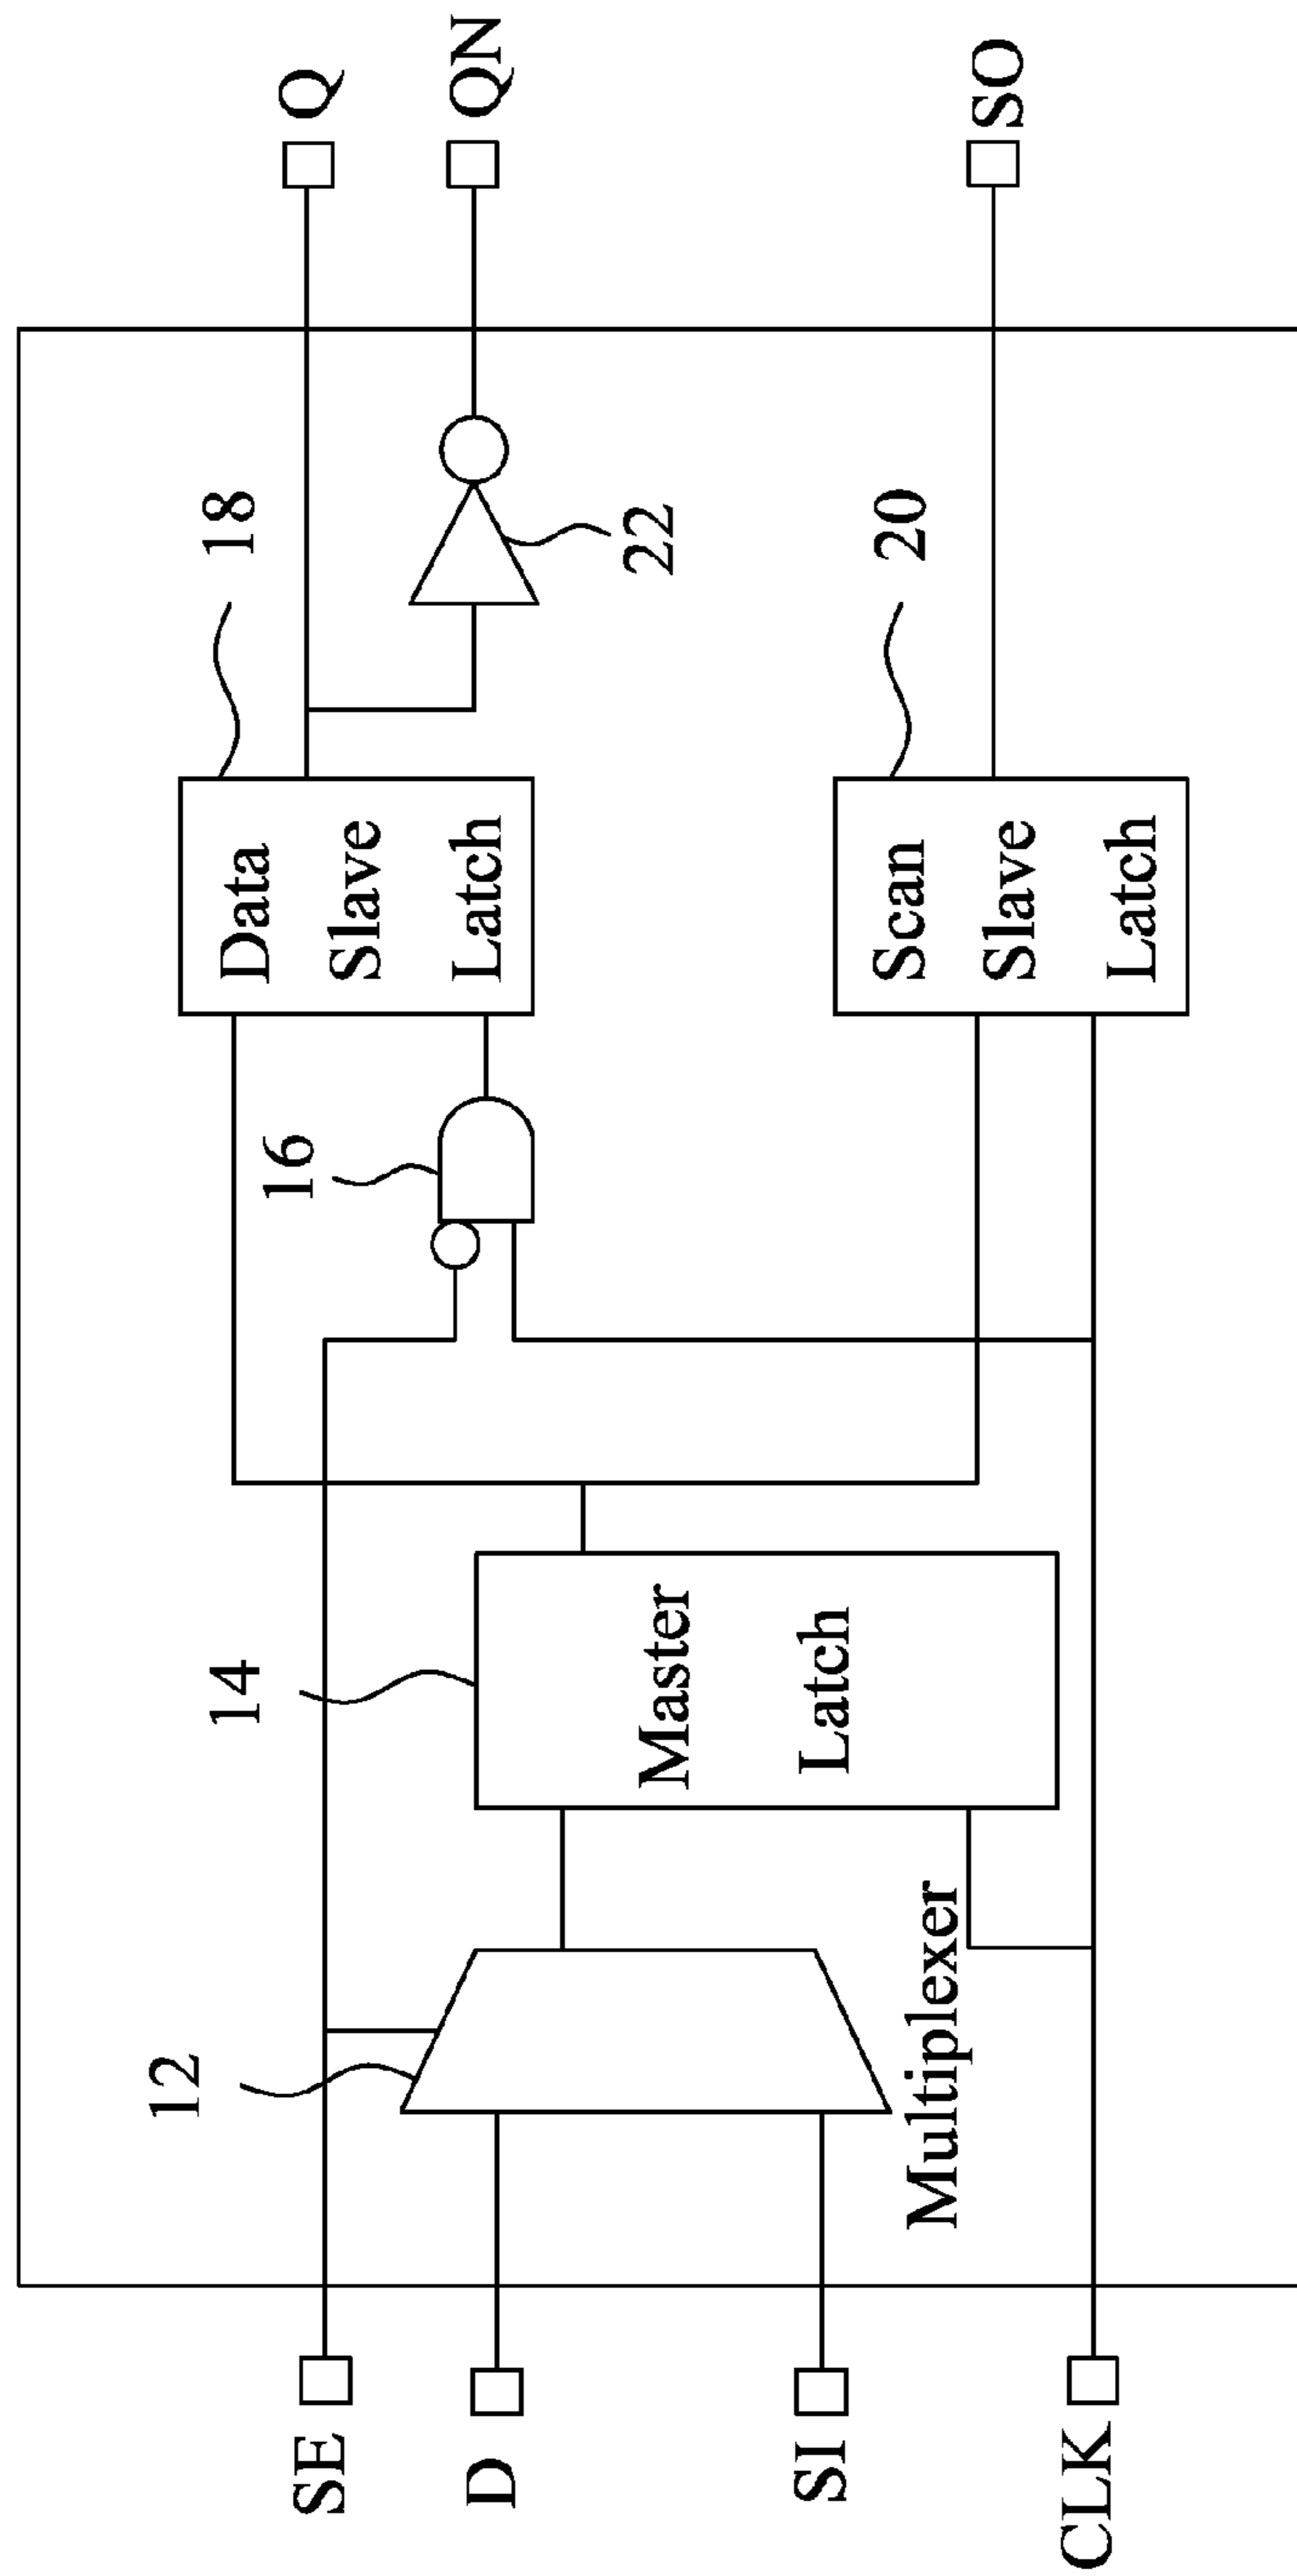 SE
D
SI
CLK
12
Multiplexer
14
Master
Latch
16
18
Data
Slave
Latch
20
Scan
Slave
Latch
22
Q
QN
SO